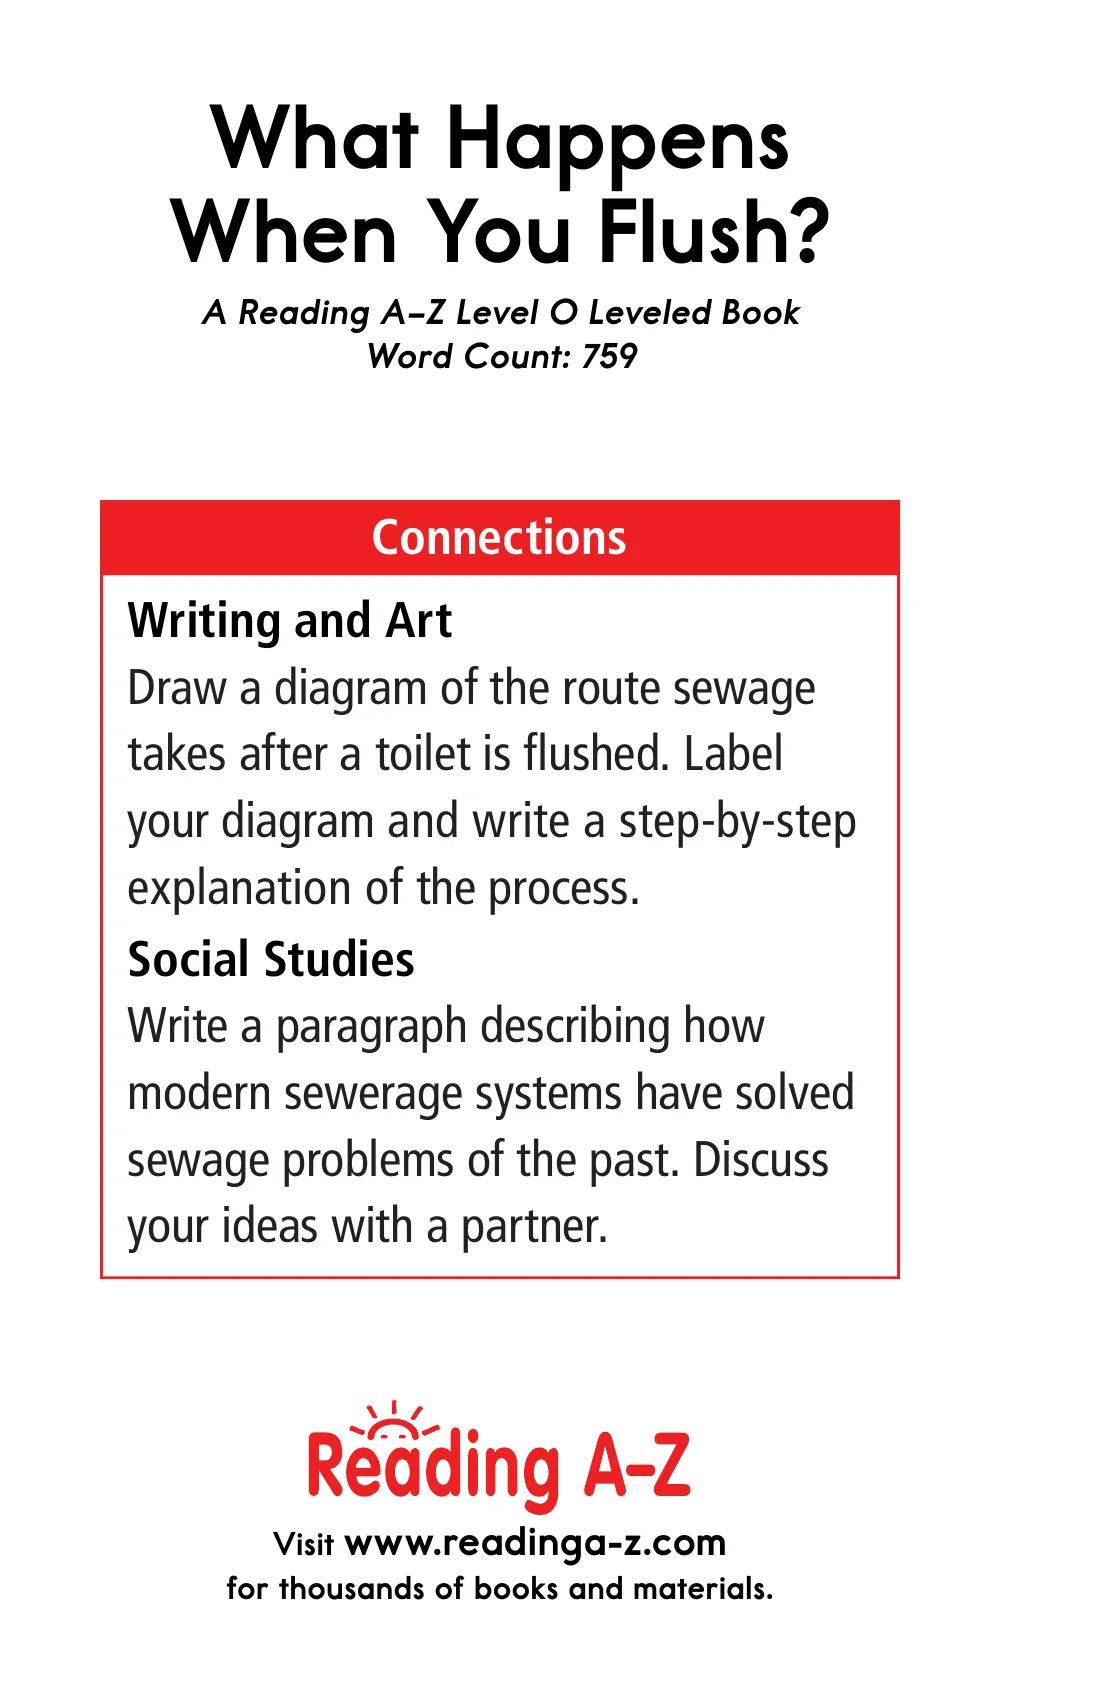 What Happens
When You Flush?
A Reading A–Z Level O Leveled Book
Word Count: 759
Connections
Writing and Art
Draw a diagram of the route sewage
takes after a toilet is flushed. Label
your diagram and write a step-by-step
explanation of the process.
Social Studies
Write a paragraph describing how
modern sewerage systems have solved
sewage problems of the past. Discuss
your ideas with a partner.
Reading A–Z
Visit www.readinga-z.com
for thousands of books and materials.